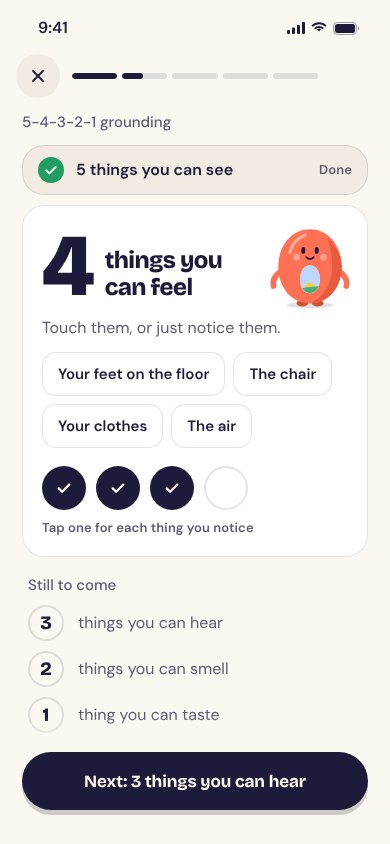 9:41
5-4-3-2-1 grounding
5 things you can see
Done
4 things you
can feel
Touch them, or just notice them.
Your feet on the floor
The chair
Your clothes
The air
Tap one for each thing you notice
Still to come
3 things you can hear
2 things you can smell
1 thing you can taste
Next: 3 things you can hear